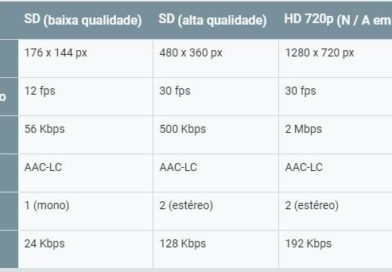 SD (baixa qualidade) SD (alta qualidade) HD 720p (N / A em
176 x 144 px 480 x 360 px 1280 x 720 px
o 12 fps 30 fps 30 fps
56 Kbps 500 Kbps 2 Mbps
AAC-LC AAC-LC AAC-LC
1 (mono) 2 (estéreo) 2 (estéreo)
24 Kbps 128 Kbps 192 Kbps